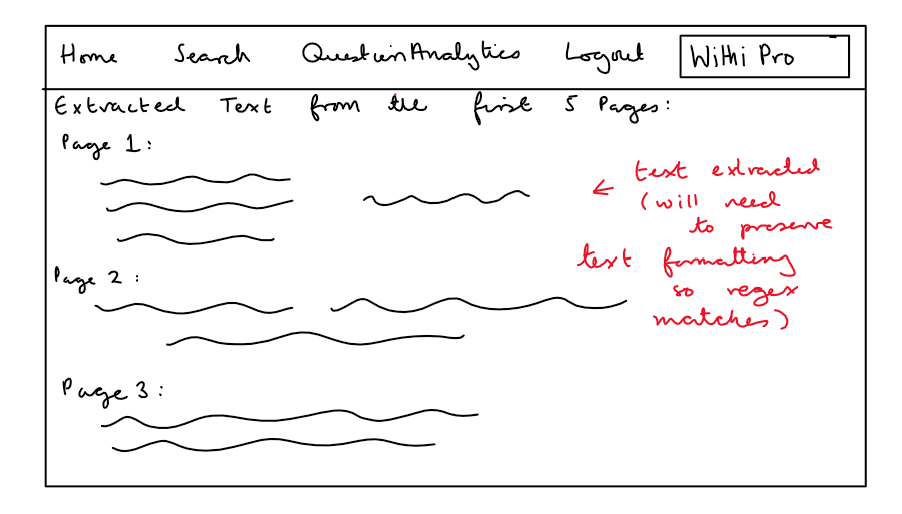 Home Search QuestionAnalytics Logout Withi Pro
Extracted Text from the first 5 Pages:
Page 1:
← text extracted
(will need
to preserve
text formatting
so regex
matches)
Page 2 :
Page 3 :